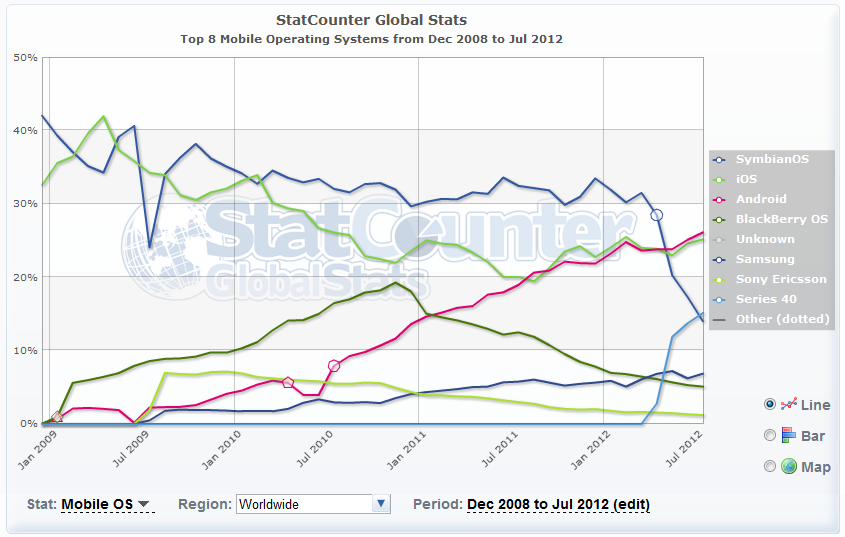 StatCounter Global Stats
Top 8 Mobile Operating Systems from Dec 2008 to Jul 2012
50%
40%
30%
20%
10%
0%
StatCounter
GlobalStats
SymbianOS
iOS
Android
BlackBerry OS
Unknown
Samsung
Sony Ericsson
Series 40
Other (dotted)
Jan 2009
Jul 2009
Jan 2010
Jul 2010
Jan 2011
Jul 2011
Jan 2012
Jul 2012
Line
Bar
Map
Stat: Mobile OS Region: Worldwide Period: Dec 2008 to Jul 2012 (edit)